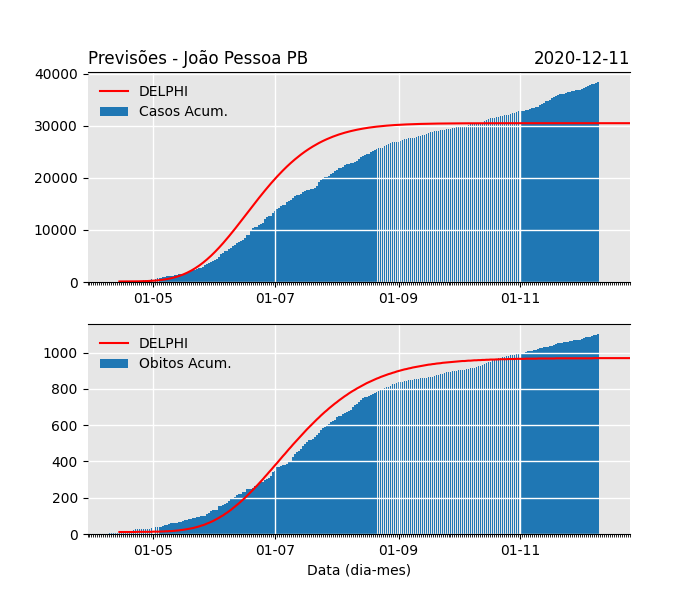 Previsões - João Pessoa PB 2020-12-11
40000
DELPHI
Casos Acum.
30000
20000
10000
0
01-05 01-07 01-09 01-11
DELPHI
Obitos Acum.
1000
800
600
400
200
0
01-05 01-07 01-09 01-11
Data (dia-mes)